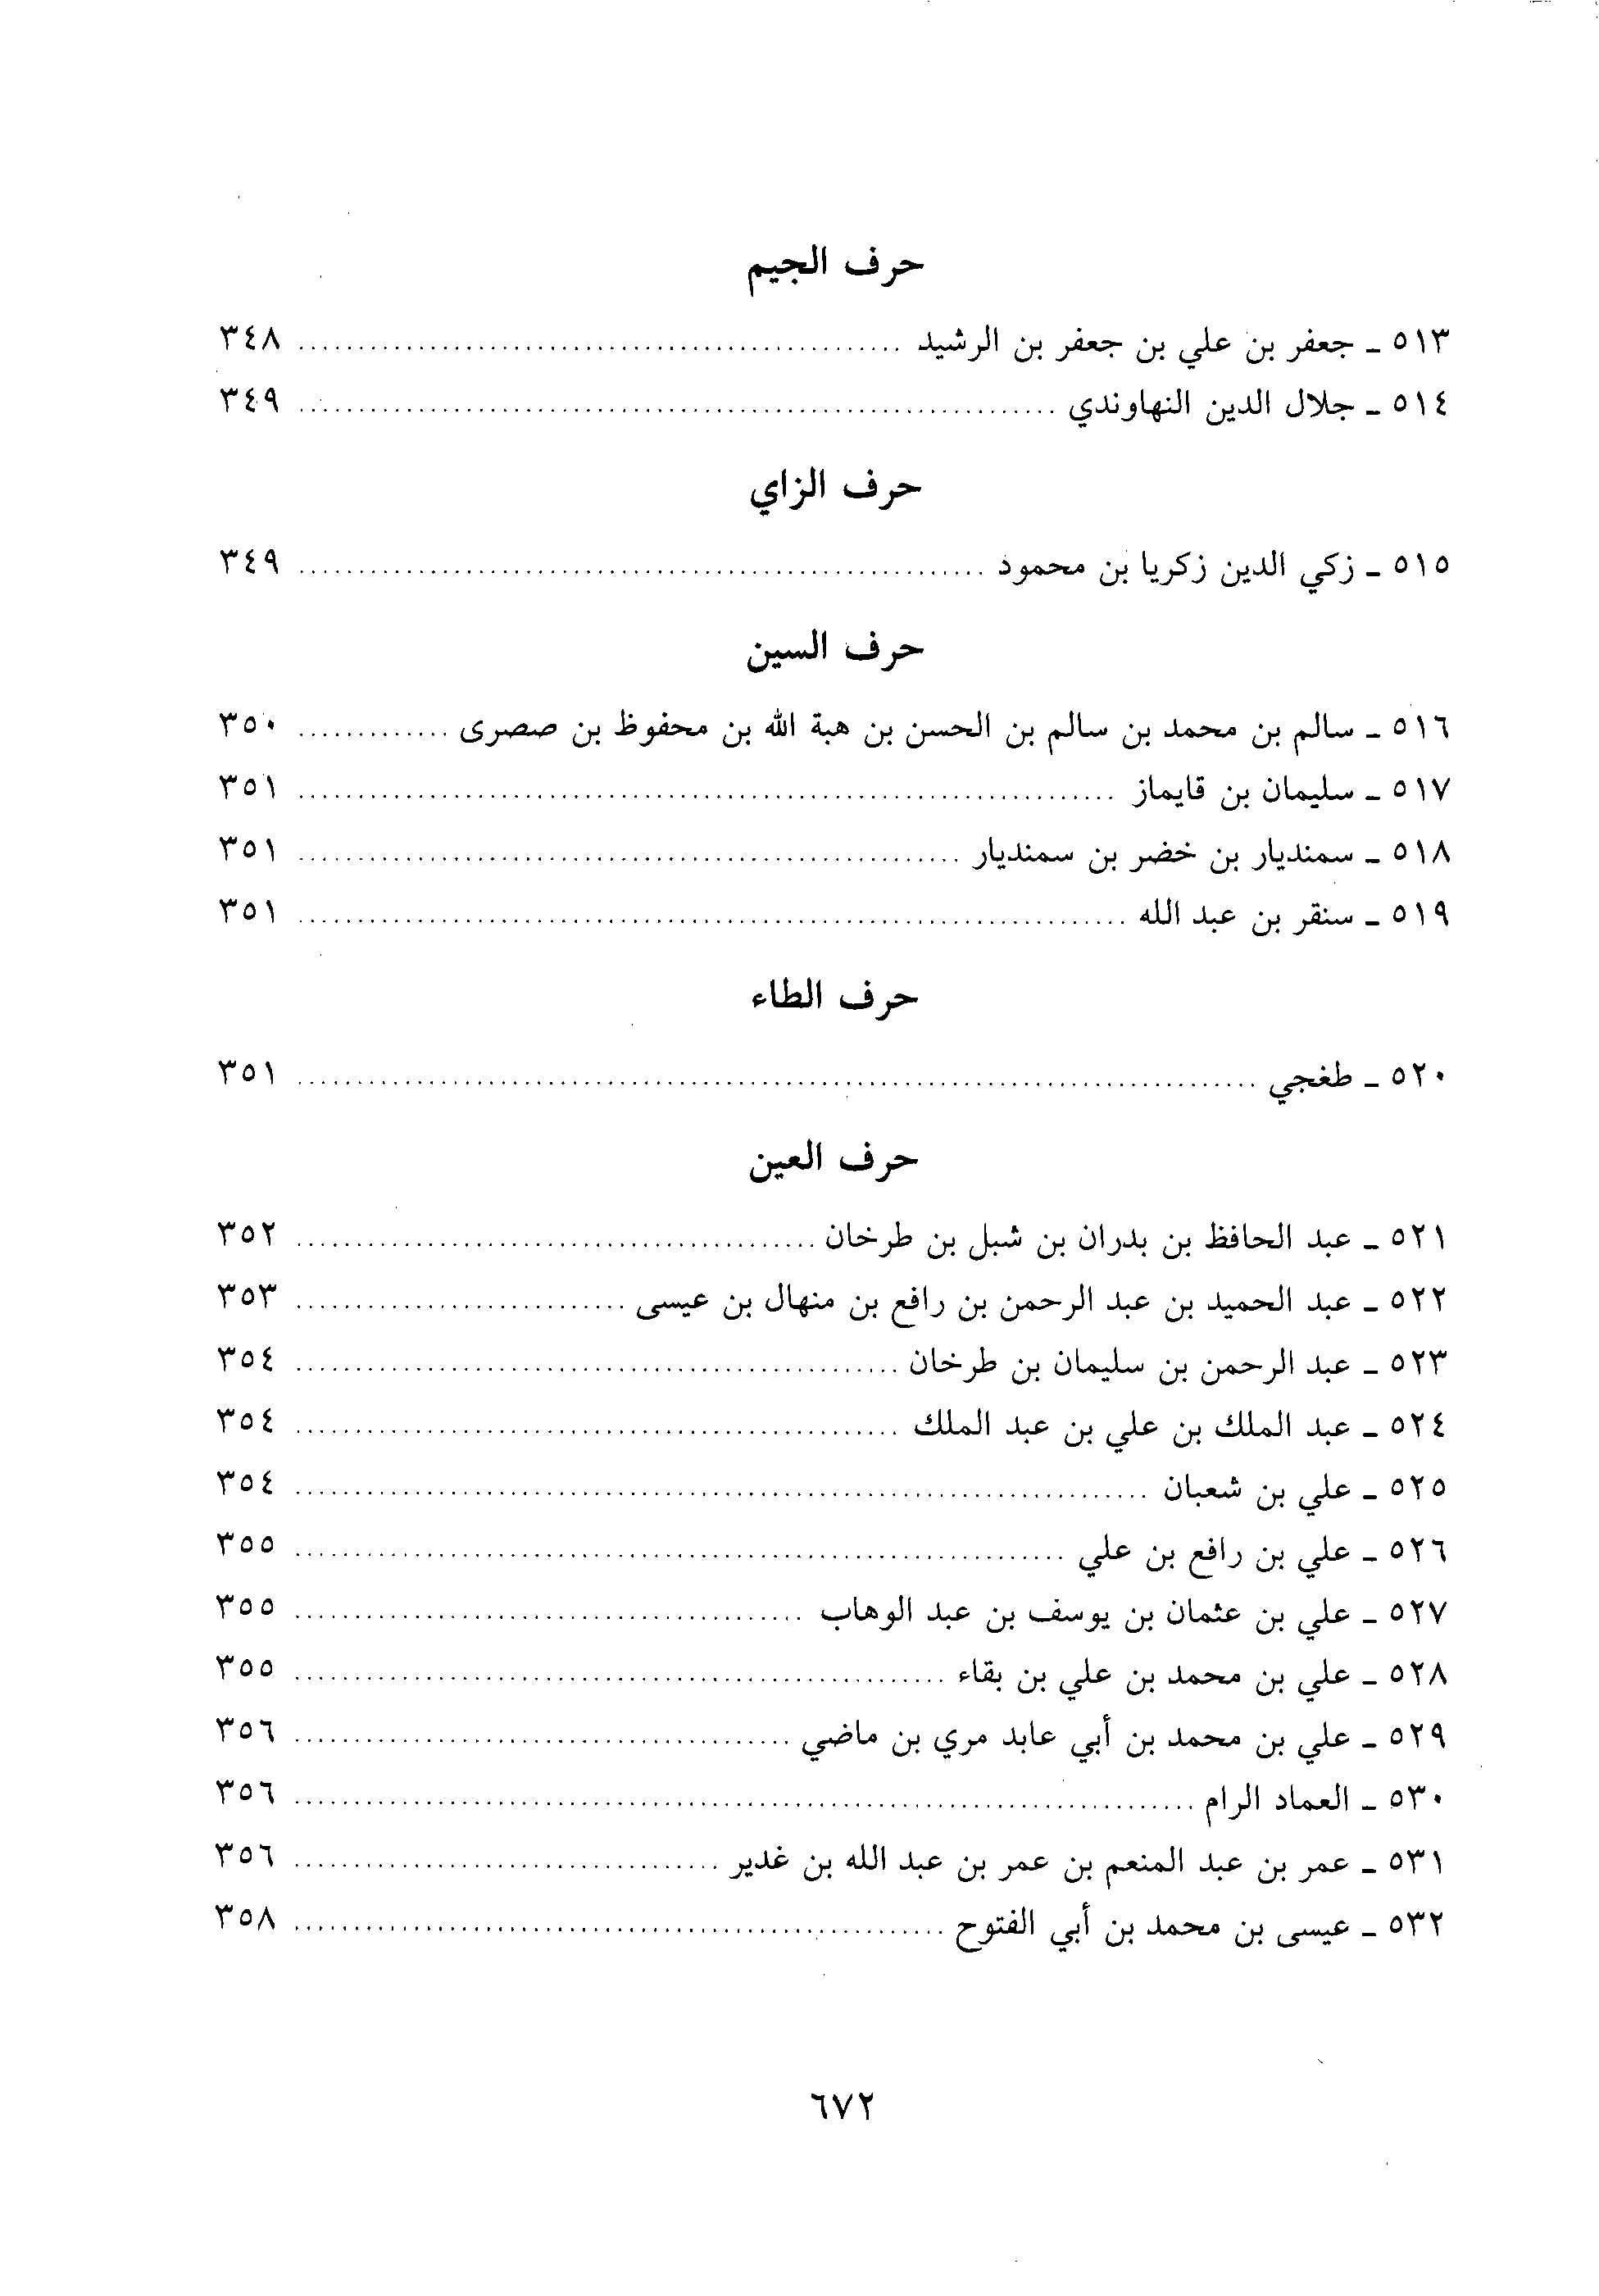 حرف الجيم
٥١٣ ـ جعفر بن علي بن جعفر بن الرشيد ................ ٣٤٨
٥١٤ ـ جلال الدين النهاوندي ................ ٣٤٩
حرف الزاي
٥١٥ ـ زكي الدين زكريا بن محمود ................ ٣٤٩
حرف السين
٥١٦ ـ سالم بن محمد بن سالم بن الحسن بن هبة الله بن محفوظ بن صصرى ................ ٣٥٠
٥١٧ ـ سليمان بن قايماز ................ ٣٥١
٥١٨ ـ سمنديار بن خضر بن سمنديار ................ ٣٥١
٥١٩ ـ سنقر بن عبد الله ................ ٣٥١
حرف الطاء
٥٢٠ ـ طغجي ................ ٣٥١
حرف العين
٥٢١ ـ عبد الحافظ بن بدران بن شبل بن طرخان ................ ٣٥٢
٥٢٢ ـ عبد الحميد بن عبد الرحمن بن رافع بن منهال بن عيسى ................ ٣٥٣
٥٢٣ ـ عبد الرحمن بن سليمان بن طرخان ................ ٣٥٤
٥٢٤ ـ عبد الملك بن علي بن عبد الملك ................ ٣٥٤
٥٢٥ ـ علي بن شعبان ................ ٣٥٤
٥٢٦ ـ علي بن رافع بن علي ................ ٣٥٥
٥٢٧ ـ علي بن عثمان بن يوسف بن عبد الوهاب ................ ٣٥٥
٥٢٨ ـ علي بن محمد بن علي بن بقاء ................ ٣٥٥
٥٢٩ ـ علي بن محمد بن أبي عابد مري بن ماضي ................ ٣٥٦
٥٣٠ ـ العماد الرام ................ ٣٥٦
٥٣١ ـ عمر بن عبد المنعم بن عمر بن عبد الله بن غدير ................ ٣٥٦
٥٣٢ ـ عيسى بن محمد بن أبي الفتوح ................ ٣٥٨
٦٧٢